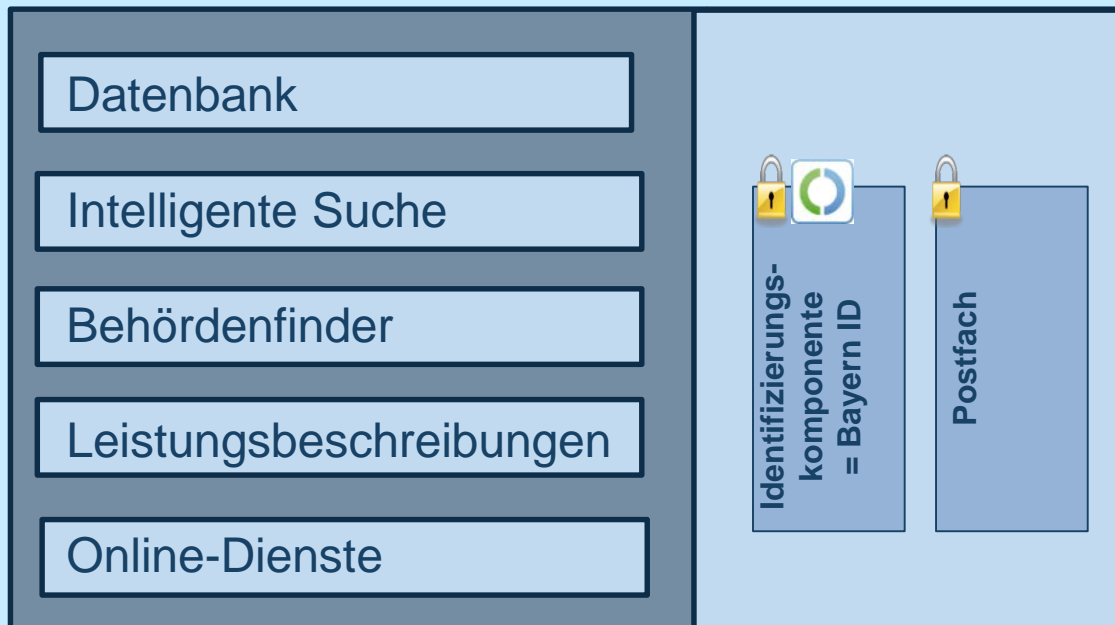 Datenbank
Intelligente Suche
Behördenfinder
Leistungsbeschreibungen
Online-Dienste
Identifizierungs-
komponente
= Bayern ID
Postfach